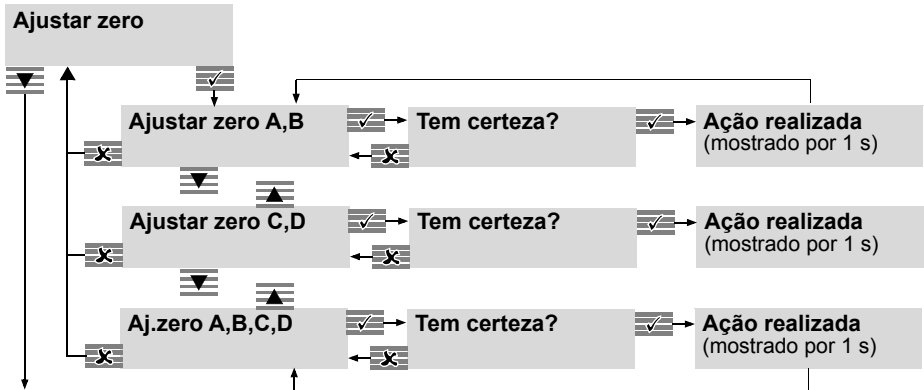 Ajustar zero
Ajustar zero A,B
Tem certeza?
Ação realizada
(mostrado por 1 s)
Ajustar zero C,D
Tem certeza?
Ação realizada
(mostrado por 1 s)
Aj.zero A,B,C,D
Tem certeza?
Ação realizada
(mostrado por 1 s)